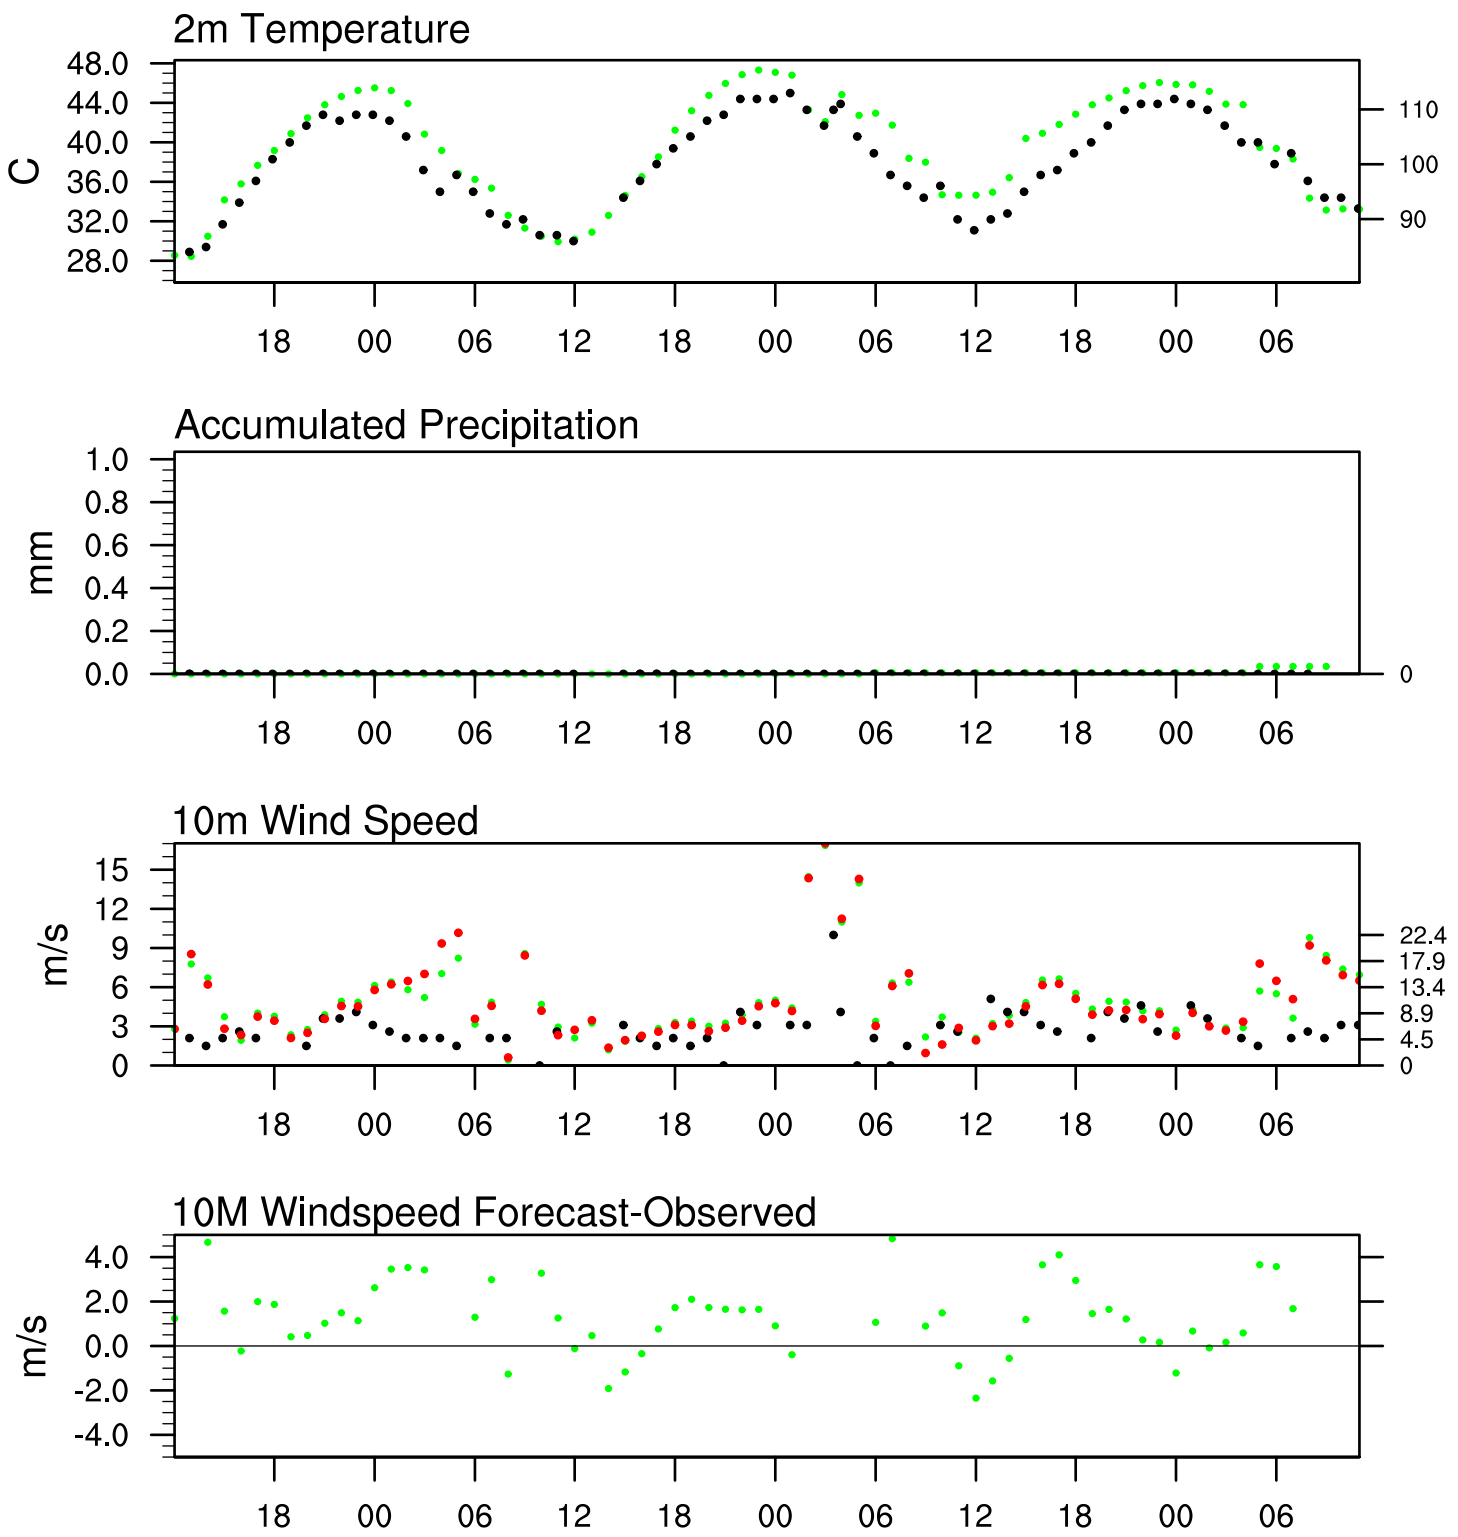 2m Temperature
48.0
44.0
40.0
36.0
32.0
28.0
C
110
100
90
18 00 06 12 18 00 06 12 18 00 06
Accumulated Precipitation
1.0
0.8
0.6
0.4
0.2
0.0
mm
0
18 00 06 12 18 00 06 12 18 00 06
10m Wind Speed
15
12
9
6
3
0
m/s
22.4
17.9
13.4
8.9
4.5
0
18 00 06 12 18 00 06 12 18 00 06
10M Windspeed Forecast-Observed
4.0
2.0
0.0
-2.0
-4.0
m/s
18 00 06 12 18 00 06 12 18 00 06